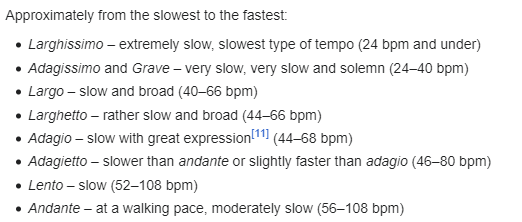 Approximately from the slowest to the fastest:
• Larghissimo – extremely slow, slowest type of tempo (24 bpm and under)
• Adagissimo and Grave – very slow, very slow and solemn (24–40 bpm)
• Largo – slow and broad (40–66 bpm)
• Larghetto – rather slow and broad (44–66 bpm)
• Adagio – slow with great expression[11] (44–68 bpm)
• Adagietto – slower than andante or slightly faster than adagio (46–80 bpm)
• Lento – slow (52–108 bpm)
• Andante – at a walking pace, moderately slow (56–108 bpm)